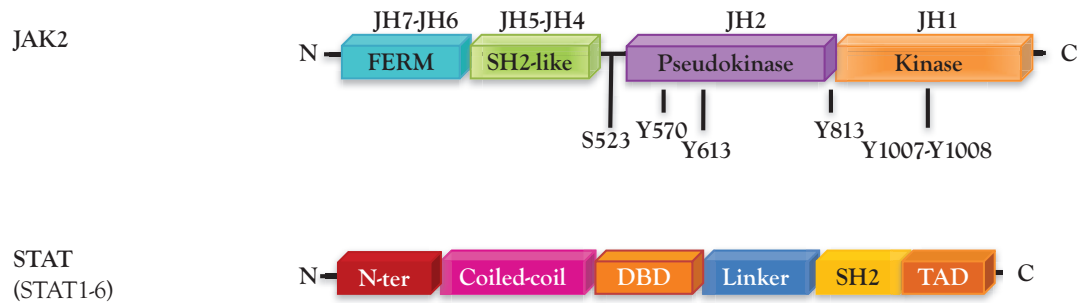 JH7-JH6 JH5-JH4 JH2 JH1
JAK2 N FERM SH2-like Pseudokinase Kinase C
S523 Y570 Y613 Y813 Y1007-Y1008
STAT N N-ter Coiled-coil DBD Linker SH2 TAD C
(STAT1-6)